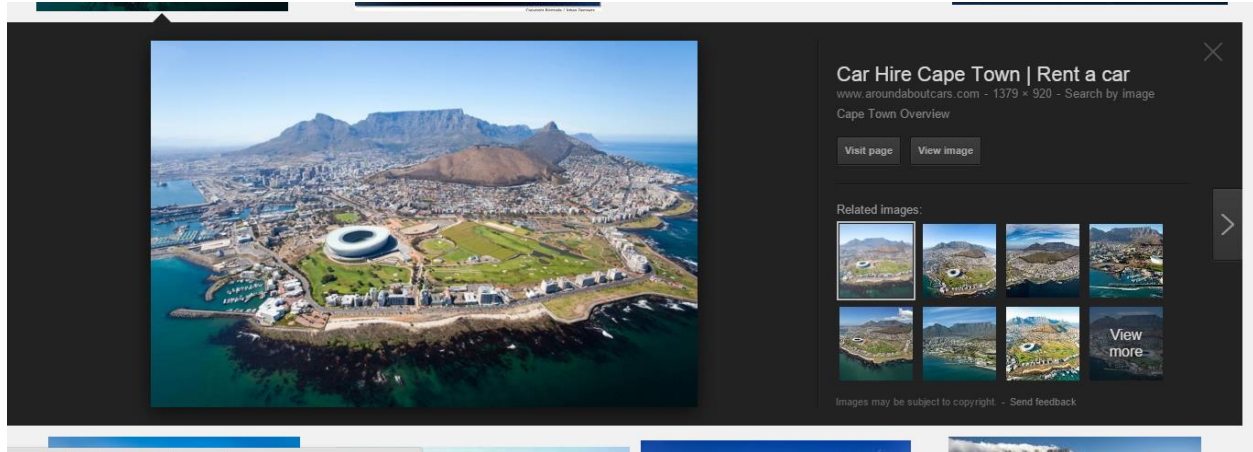 Car Hire Cape Town | Rent a car
www.aroundaboutcars.com - 1379 × 920 - Search by image
Cape Town Overview
Visit page
View image
Related images:
View
more
Images may be subject to copyright. - Send feedback